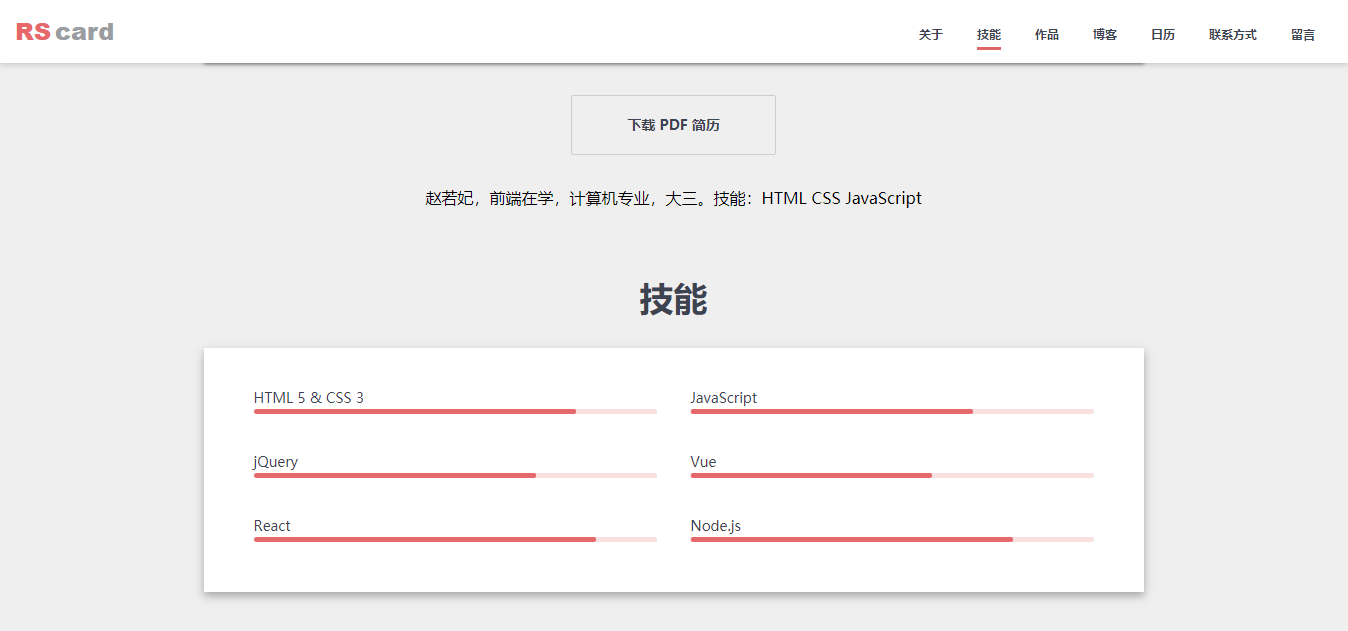 RS card
关于 技能 作品 博客 日历 联系方式 留言
下载 PDF 简历
赵若妃，前端在学，计算机专业，大三。技能：HTML CSS JavaScript
技能
HTML 5 & CSS 3
JavaScript
jQuery
Vue
React
Node.js